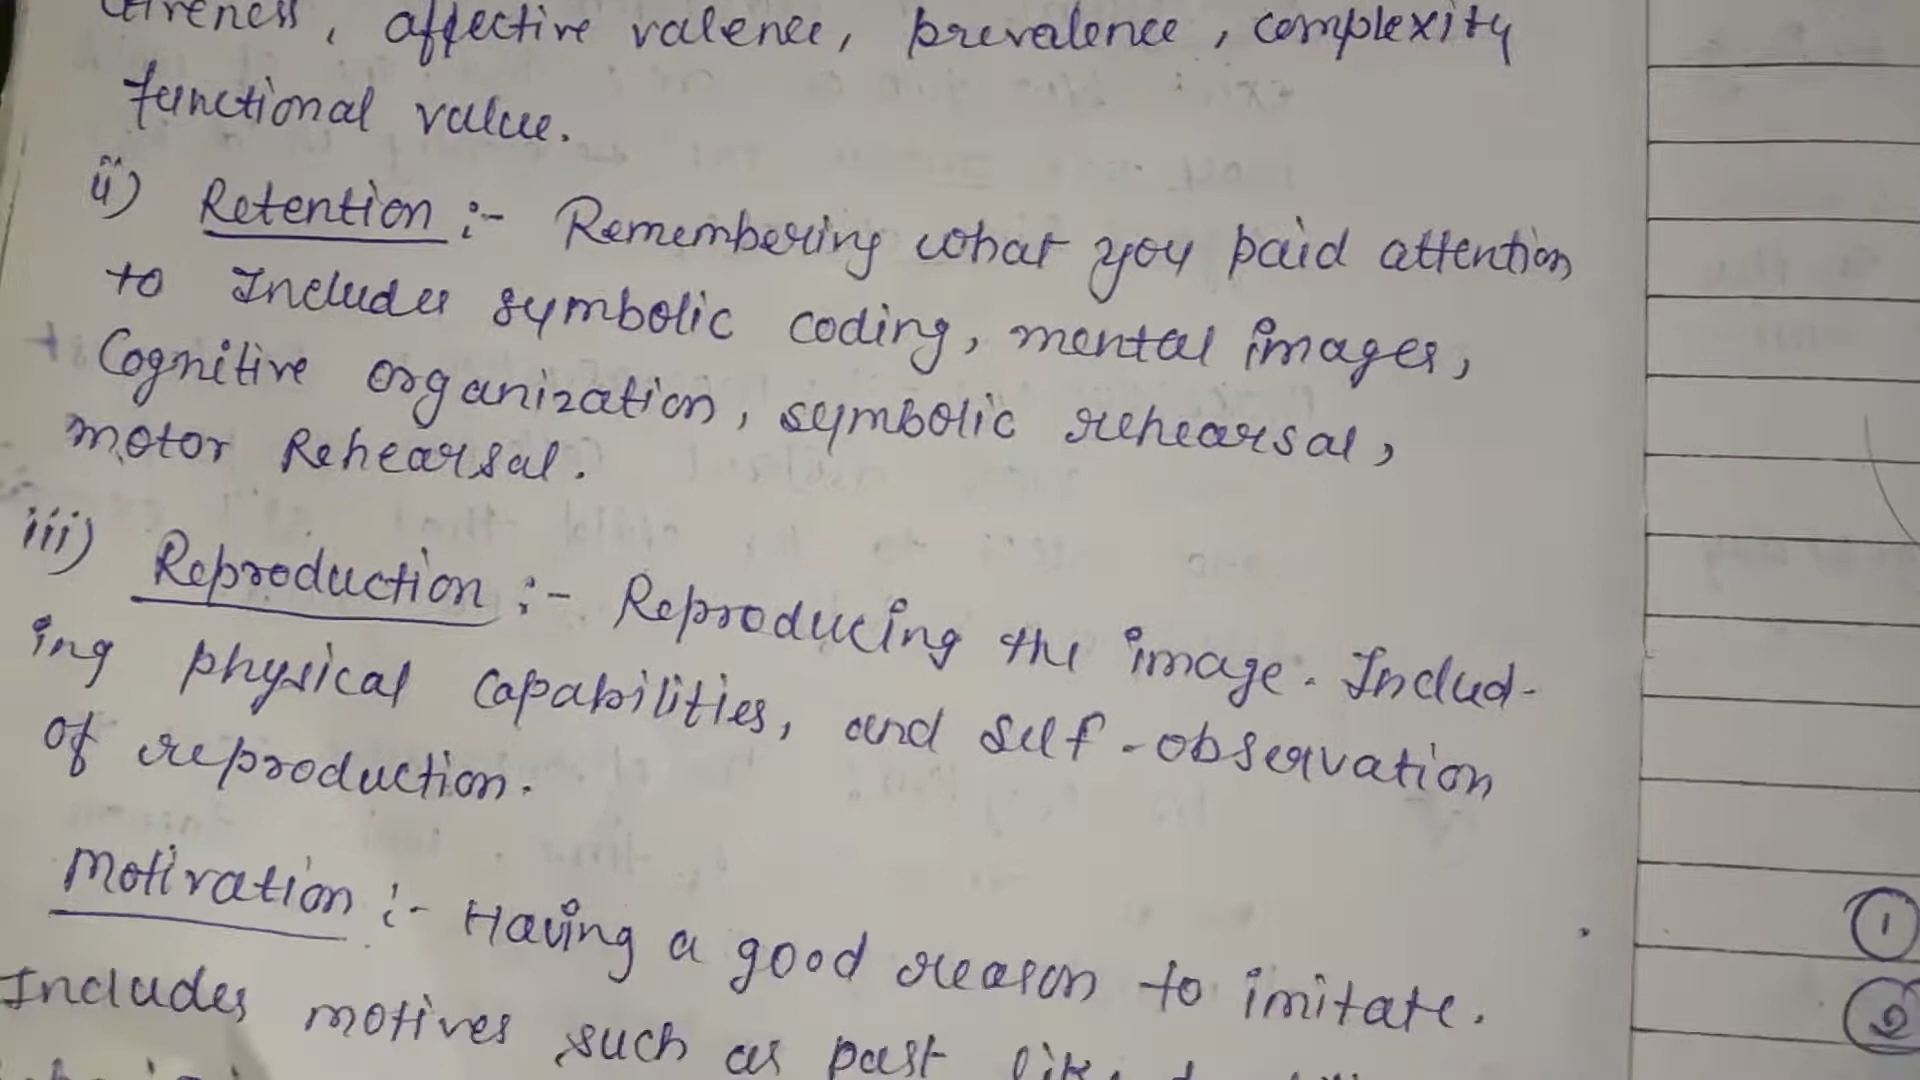 , affective valence, prevalence, complexity
functional value.
ii) Retention :- Remembering what you paid attention
to Includes symbolic coding, mental images,
Cognitive organization, symbolic rehearsal,
motor Rehearsal.
iii) Reproduction :- Reproducing the image. Includ-
ing physical capabilities, and self-observation
of reproduction.
Motivation :- Having a good reason to imitate.
Includes motives such as past
1
2